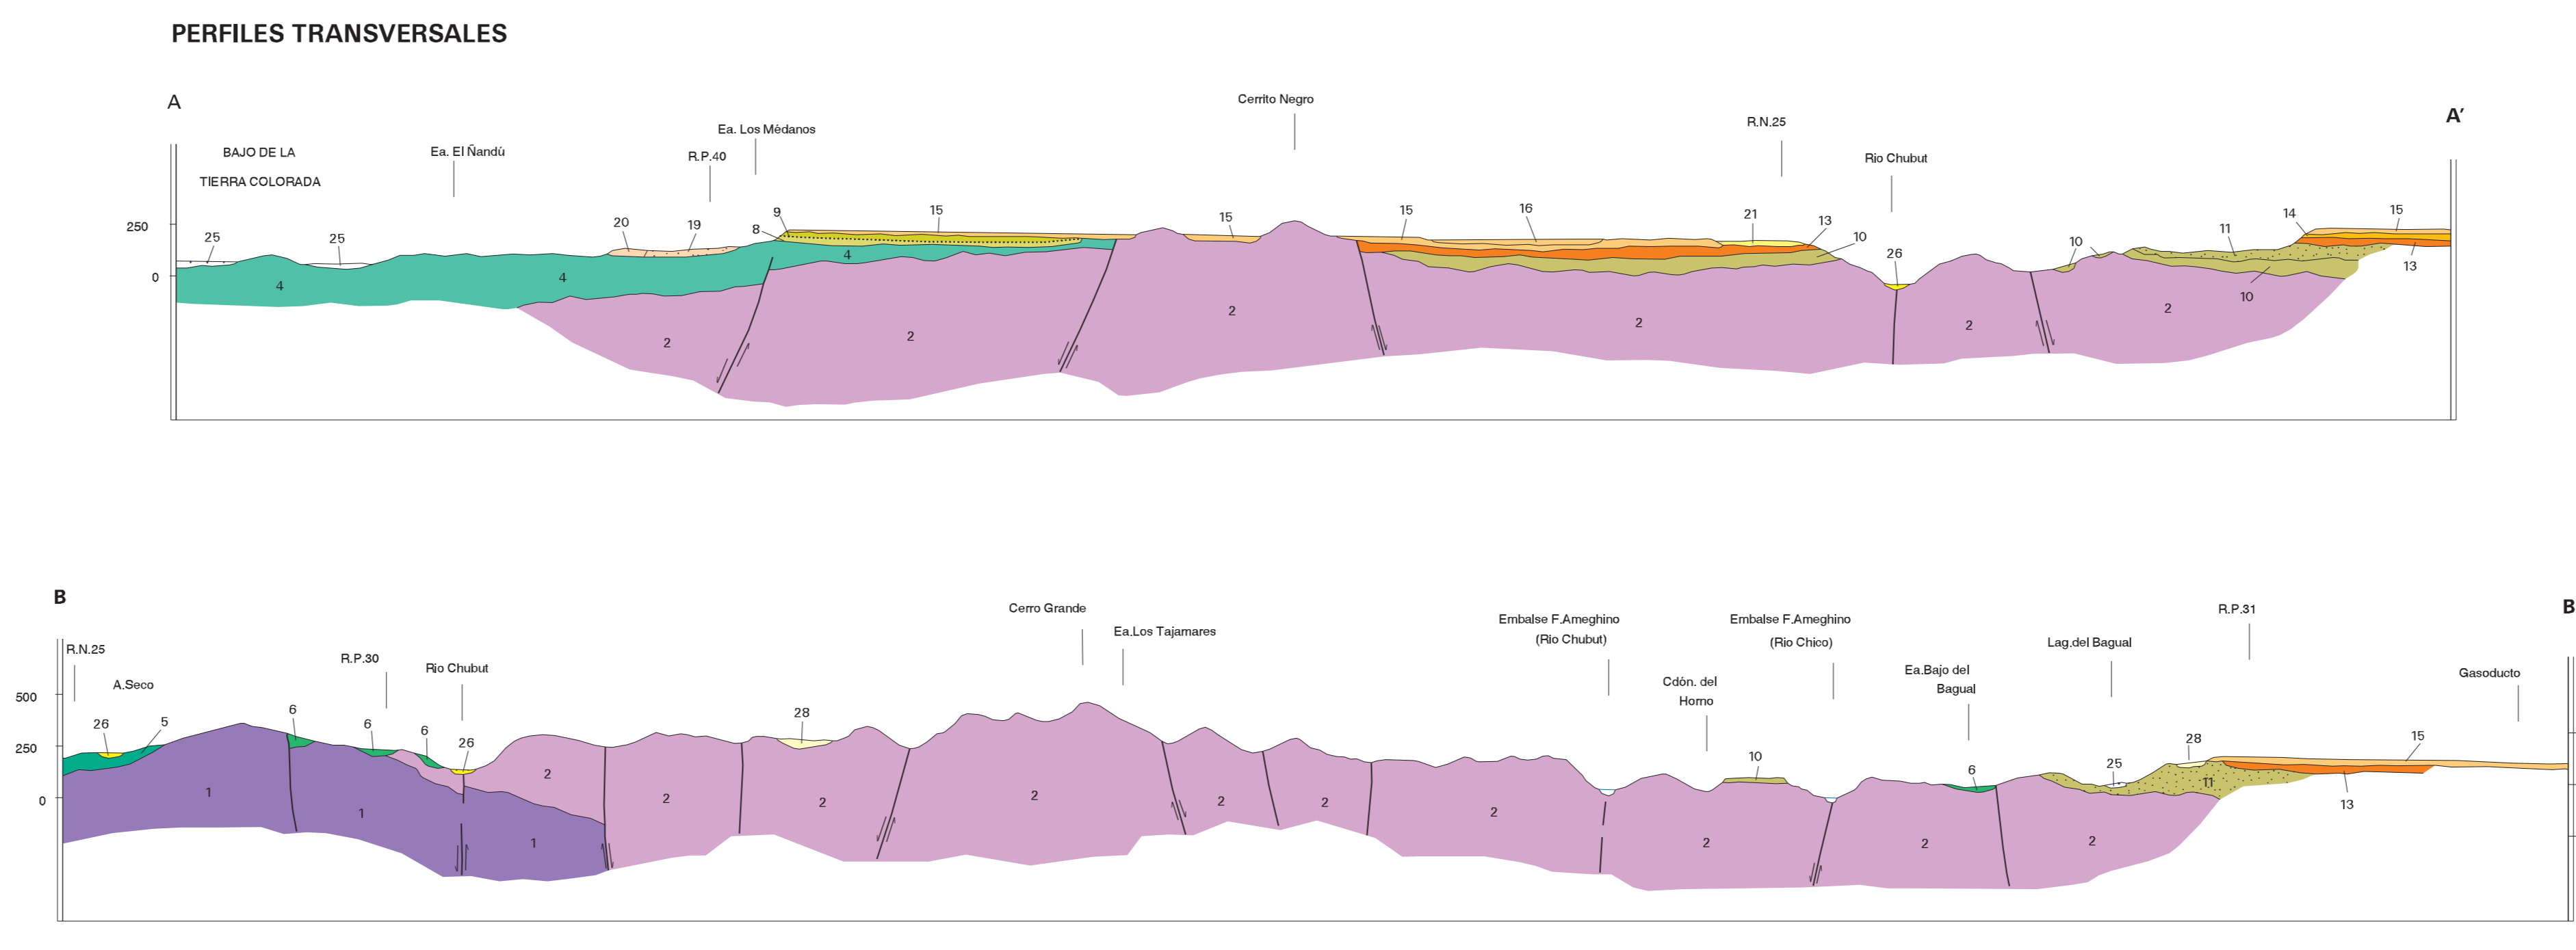 PERFILES TRANSVERSALES
A
A'
Cerrito Negro
R.N.25
Ea. Los Médanos
BAJO DE LA
TIERRA COLORADA
Ea. El Ñandù
R.P.40
Rio Chubut
250
0
25
25
20
19
9
8
15
15
15
16
21
13
10
26
10
11
14
15
13
10
4
4
4
2
2
2
2
2
2
B
B
R.N.25
A.Seco
R.P.30
Rio Chubut
Cerro Grande
Ea.Los Tajamares
Embalse F.Ameghino
(Rio Chubut)
Cdón. del
Horno
Embalse F.Ameghino
(Rio Chico)
Ea.Bajo del
Bagual
Lag.del Bagual
R.P.31
Gasoducto
500
250
0
26
5
6
6
6
26
28
10
6
25
28
15
13
11
1
1
1
2
2
2
2
2
2
2
2
2
2